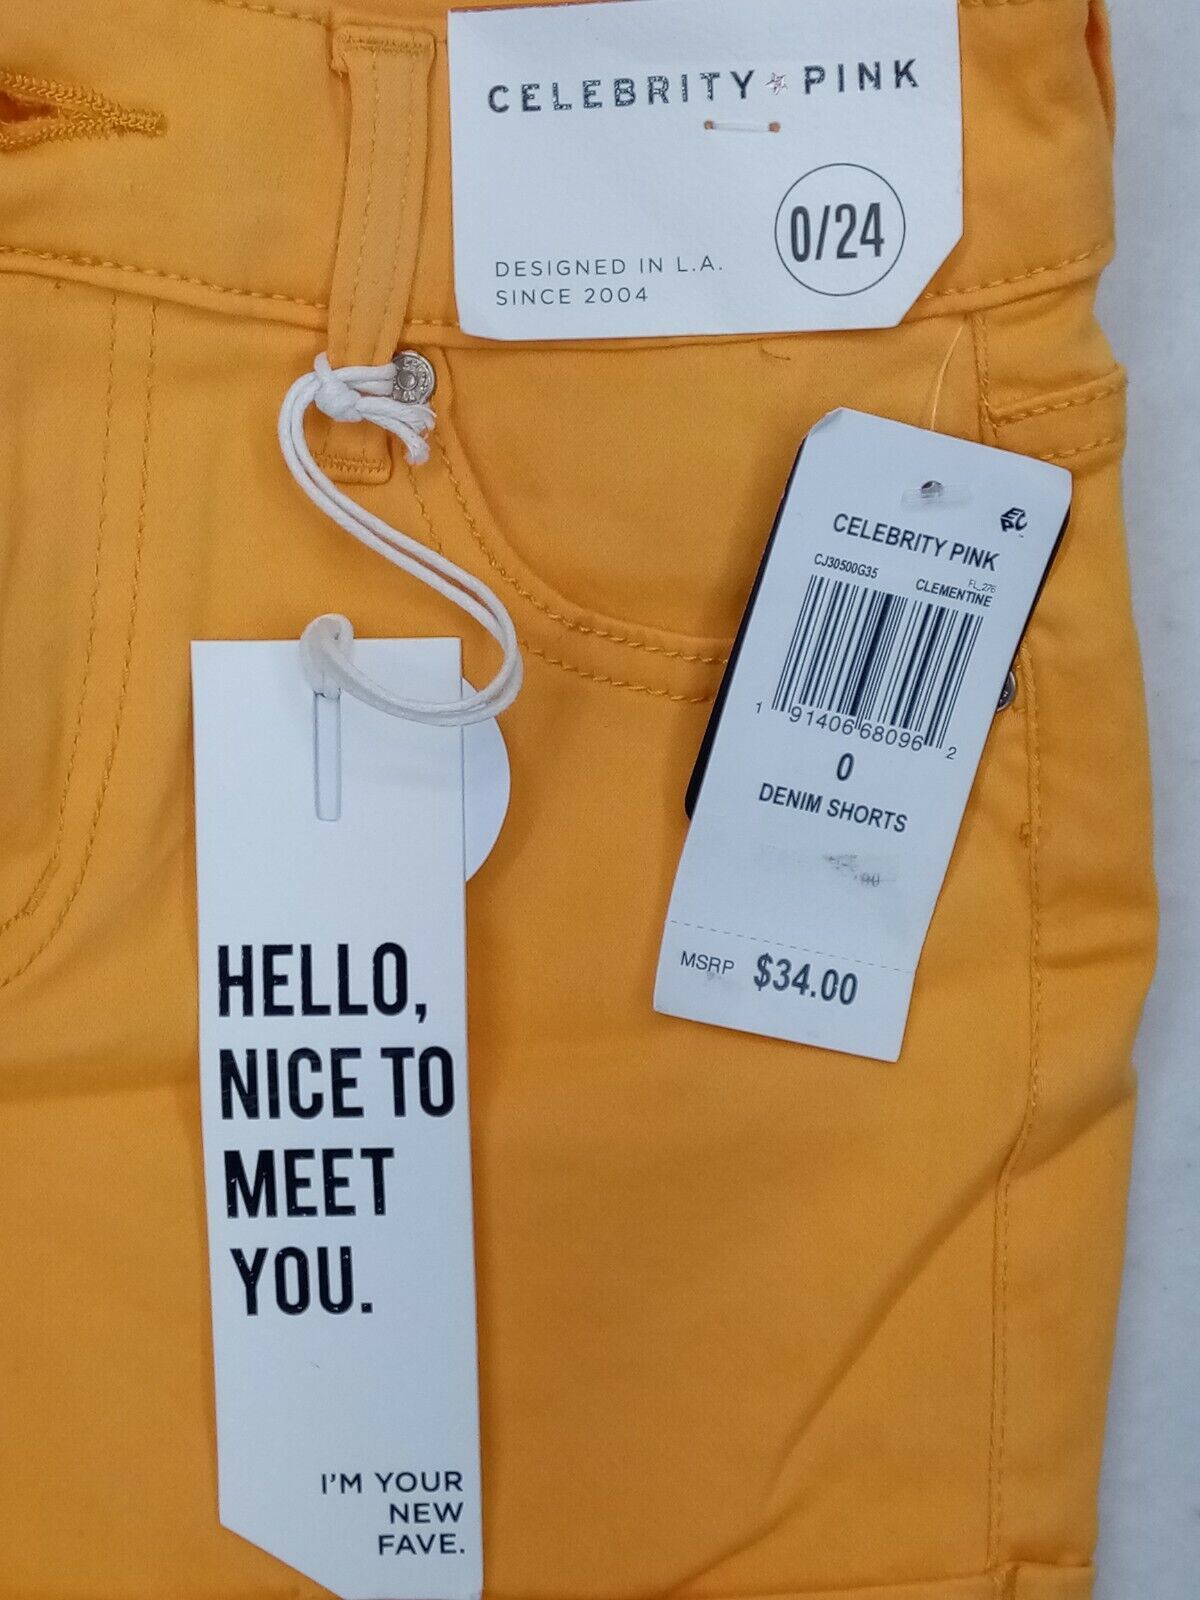 CELEBRITY PINK
0/24
DESIGNED IN L.A.
SINCE 2004
CELEBRITY PINK
CJ30500G35
FL_276
CLEMENTINE
1 91406 68096 2
0
DENIM SHORTS
MSRP $34.00
HELLO,
NICE TO
MEET
YOU.
I'M YOUR
NEW
FAVE.